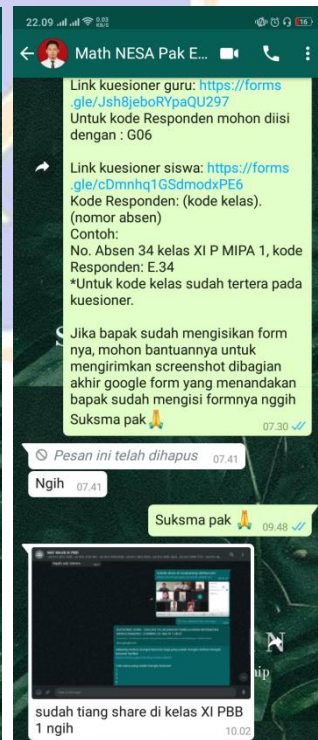 22.09
0,03
KB/S
16
Math NESA Pak E...
Link kuesioner guru: https://forms
.gle/Jsh8jeboRYpaQU297
Untuk kode Responden mohon diisi
dengan : G06
Link kuesioner siswa: https://forms
.gle/cDmnhq1GSdmodxPE6
Kode Responden: (kode kelas).
(nomor absen)
Contoh:
No. Absen 34 kelas XI P MIPA 1, kode
Responden: E.34
*Untuk kode kelas sudah tertera pada
kuesioner.
Jika bapak sudah mengisikan form
nya, mohon bantuannya untuk
mengirimkan screenshot dibagian
akhir google form yang menandakan
bapak sudah mengisi formnya nggih
Suksma pak🙏
07.30
Pesan ini telah dihapus 07.41
Ngih 07.41
Suksma pak 🙏 09.48
sudah tiang share di kelas XI PBB
1 ngih
10.02